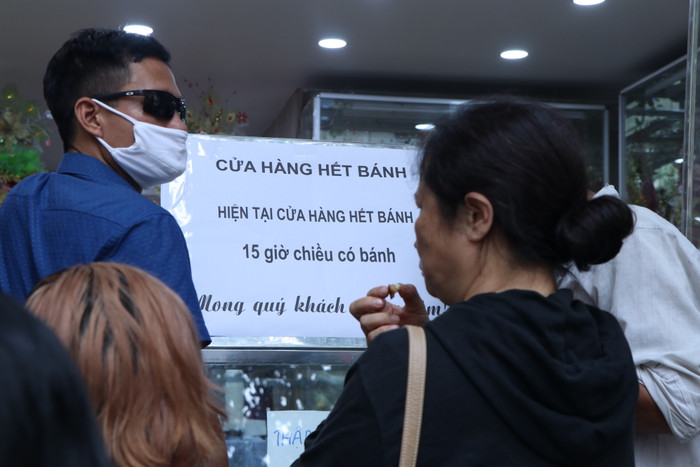 CỬA HÀNG HẾT BÁNH
HIỆN TẠI CỬA HÀNG HẾT BÁNH
15 giờ chiều có bánh
Mong quý khách